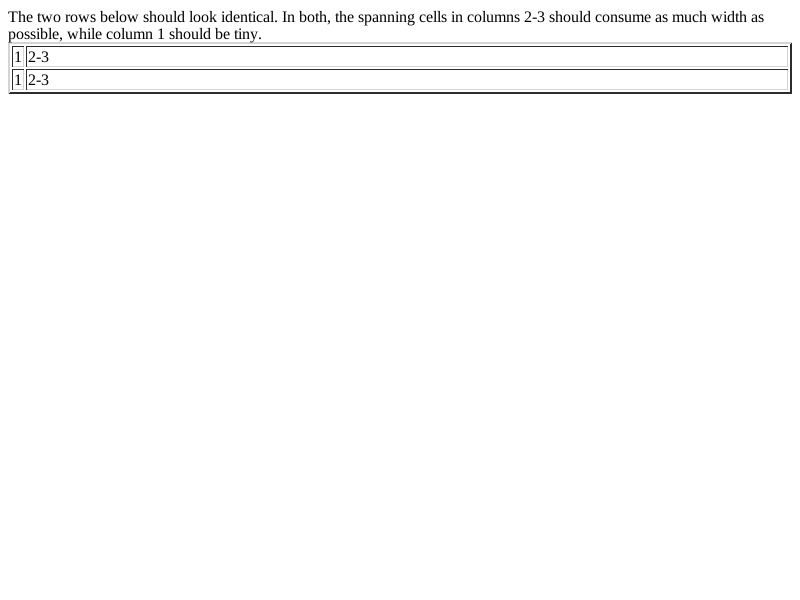 The two rows below should look identical. In both, the spanning cells in columns 2-3 should consume as much width as
possible, while column 1 should be tiny.
1 2-3
1 2-3